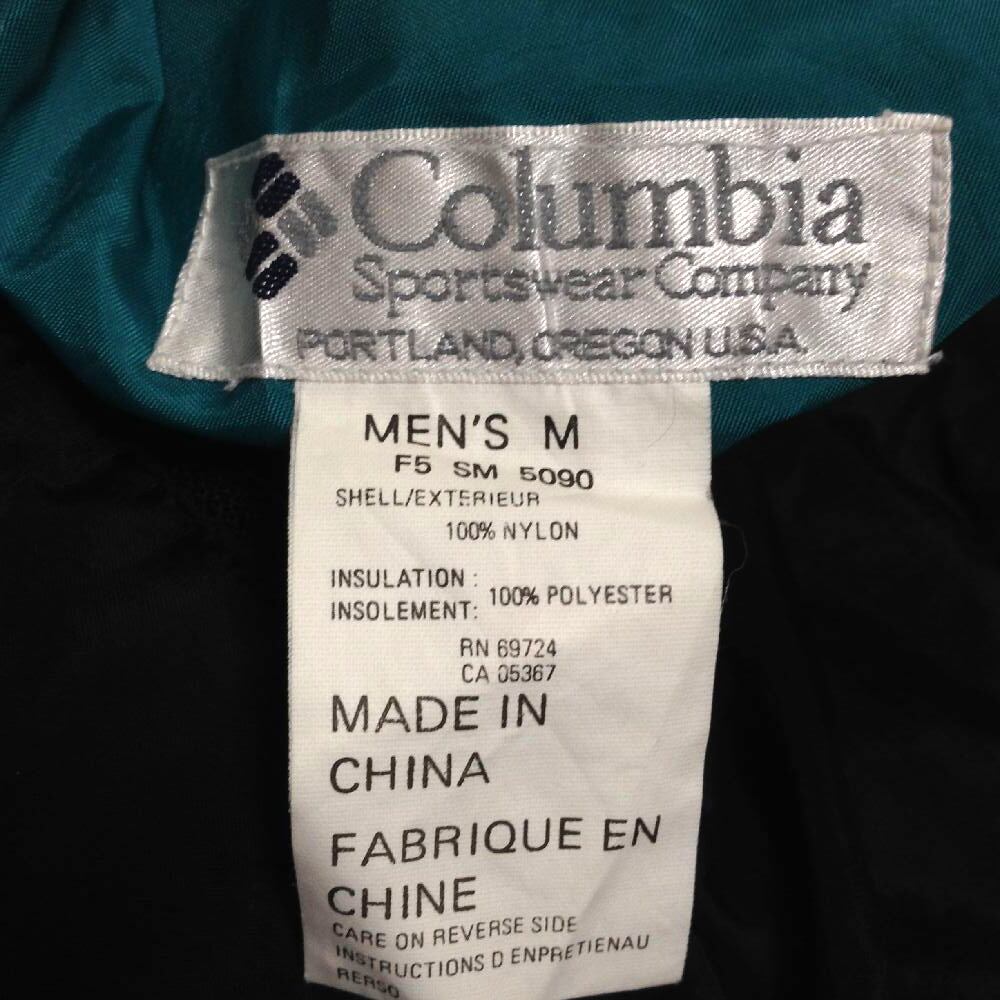 Columbia
Sportswear Company
PORTLAND, OREGON U.S.A.
MEN'S M
F5 SM 5090
SHELL/EXTERIEUR
100% NYLON
INSULATION :
INSOLEMENT: 100% POLYESTER
RN 69724
CA 05367
MADE IN
CHINA
FABRIQUE EN
CHINE
CARE ON REVERSE SIDE
INSTRUCTIONS D ENPRETIENAU
RERSO